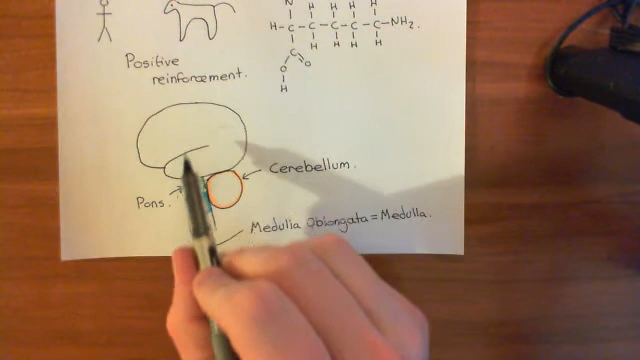 N H H H H
H-C-C-C-C-C-NH₂.
H H H H
C
O O
H
Positive
reinforcement.
Cerebellum.
Pons.
Medulla Oblongata = Medulla.